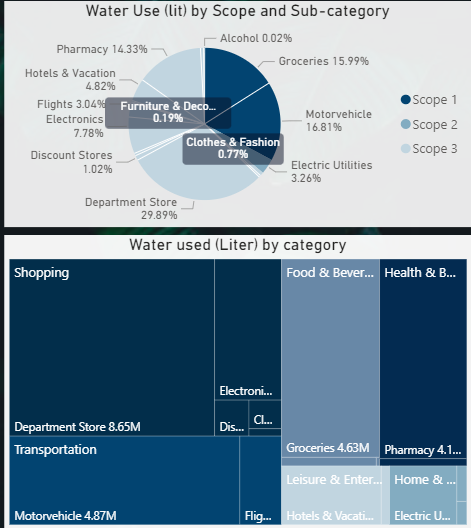 Water Use (lit) by Scope and Sub-category
Alcohol 0.02%
Pharmacy 14.33%
Groceries 15.99%
Hotels & Vacation
4.82%
Flights 3.04%
Furniture & Deco...
0.19%
Electronics
7.78%
Motorvehicle
16.81%
Clothes & Fashion
0.77%
Discount Stores
1.02%
Electric Utilities
3.26%
Department Store
29.89%
Scope 1
Scope 2
Scope 3
Water used (Liter) by category
Shopping
Department Store 8.65M
Electroni...
Dis...
Cl...
Transportation
Motorvehicle 4.87M
Flig...
Food & Bever...
Groceries 4.63M
Health & B...
Pharmacy 4.1...
Leisure & Enter...
Hotels & Vacati...
Home & ...
Electric U...